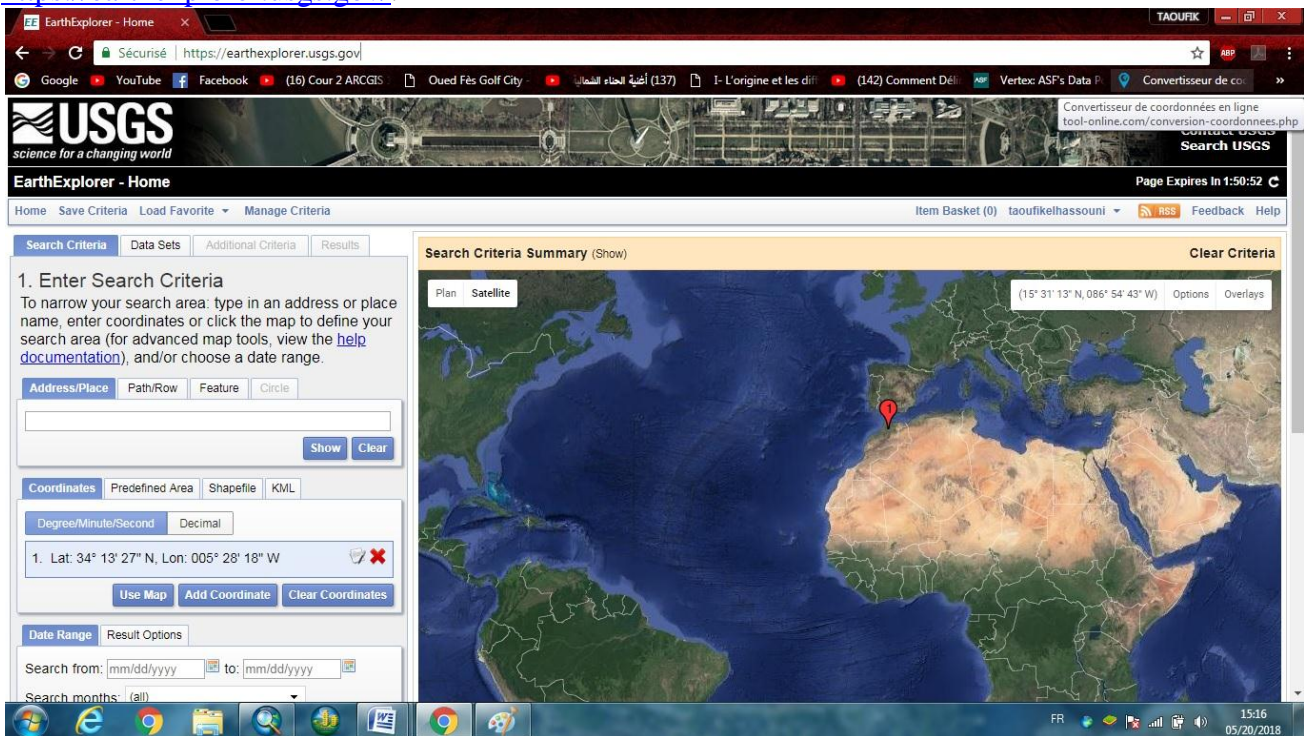 EE EarthExplorer - Home
TAOUFIK
Sécurisé | https://earthexplorer.usgs.gov
ABP
Google YouTube Facebook (16) Cour 2 ARCGIS Oued Fès Golf City - (137) أغنية الحناء الشمالية I- L'origine et les diff (142) Comment Déli Vertex: ASF's Data P Convertisseur de coo »
Convertisseur de coordonnées en ligne
tool-online.com/conversion-coordonnees.php
USGS
science for a changing world
Contact USGS
Search USGS
EarthExplorer - Home
Page Expires In 1:50:52
Home Save Criteria Load Favorite Manage Criteria
Item Basket (0) taoufikelhassouni RSS Feedback Help
Search Criteria Data Sets Additional Criteria Results
Search Criteria Summary (Show) Clear Criteria
1. Enter Search Criteria
To narrow your search area: type in an address or place
name, enter coordinates or click the map to define your
search area (for advanced map tools, view the help
documentation), and/or choose a date range.
Plan Satellite
(15° 31' 13" N, 086° 54' 43" W) Options Overlays
Address/Place Path/Row Feature Circle
Show Clear
1
Coordinates Predefined Area Shapefile KML
Degree/Minute/Second Decimal
1. Lat: 34° 13' 27" N, Lon: 005° 28' 18" W
Use Map Add Coordinate Clear Coordinates
Date Range Result Options
Search from: mm/dd/yyyy to: mm/dd/yyyy
Search months: (all)
FR
15:16
05/20/2018